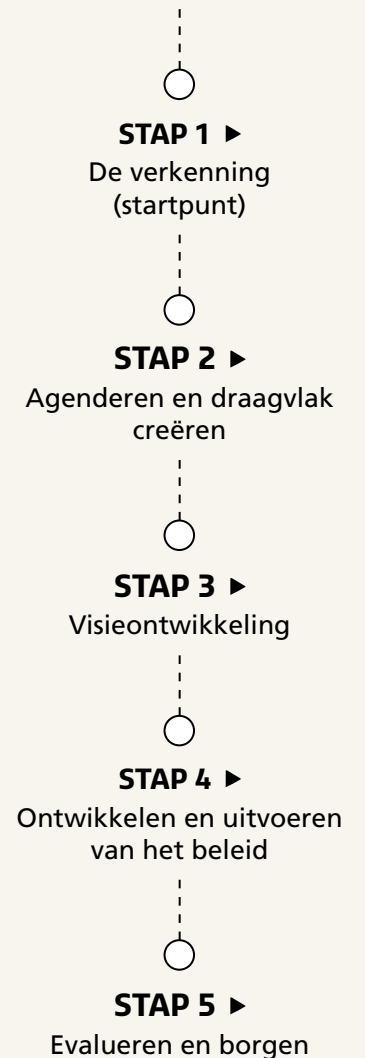 STAP 1 ▶
De verkenning
(startpunt)
STAP 2 ▶
Agenderen en draagvlak
creëren
STAP 3 ▶
Visieontwikkeling
STAP 4 ▶
Ontwikkelen en uitvoeren
van het beleid
STAP 5 ▶
Evalueren en borgen